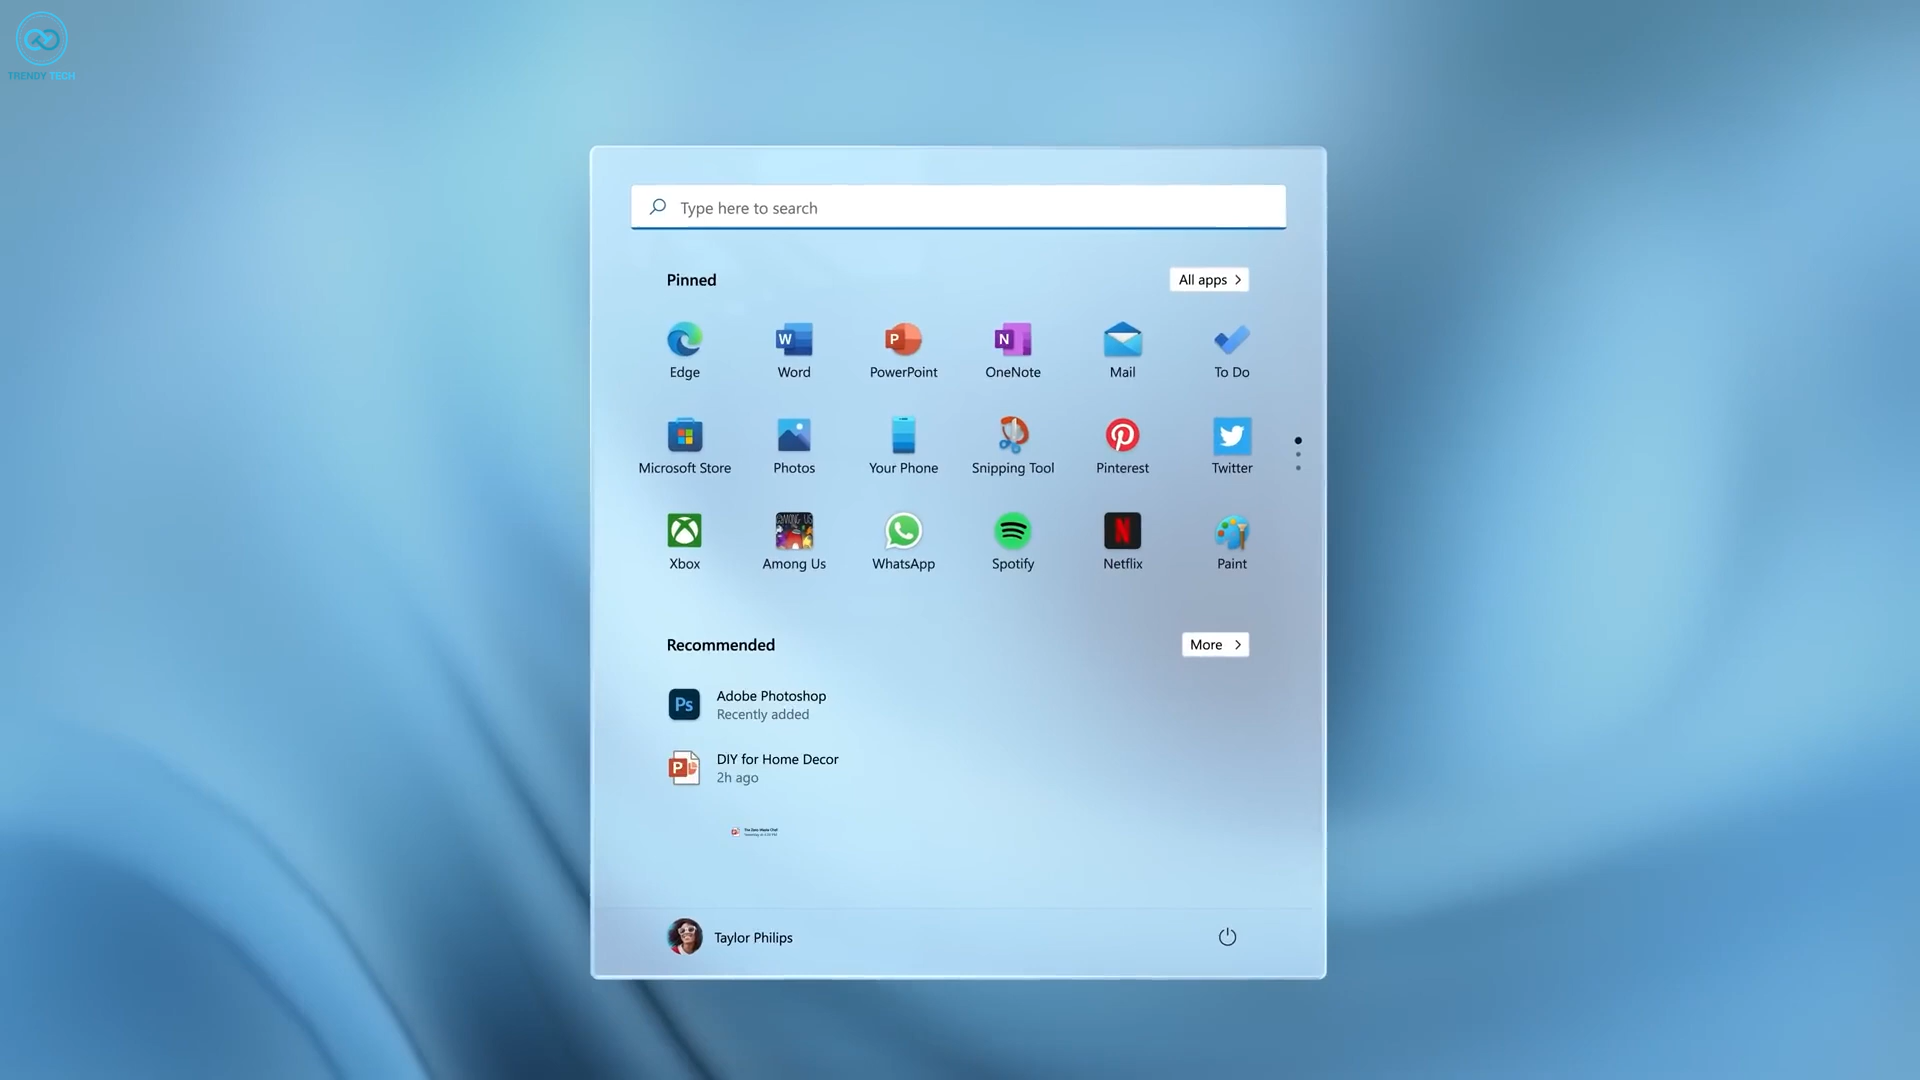 TRENDY TECH
Type here to search
Pinned
All apps
Edge
Word
PowerPoint
OneNote
Mail
To Do
Microsoft Store
Photos
Your Phone
Snipping Tool
Pinterest
Twitter
Xbox
Among Us
WhatsApp
Spotify
Netflix
Paint
Recommended
More
Adobe Photoshop
Recently added
DIY for Home Decor
2h ago
Taylor Philips